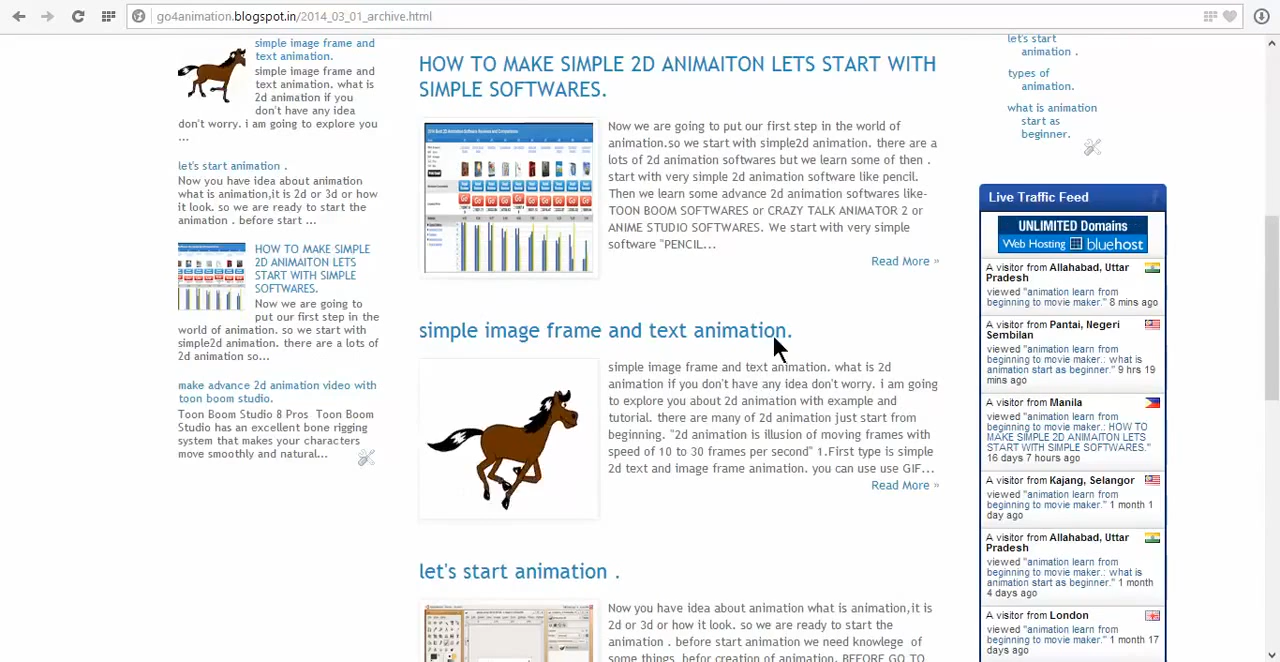 go4animation.blogspot.in/2014_03_01_archive.html
simple image frame and
text animation.
simple image frame and
text animation. what is
2d animation if you
don't have any idea
don't worry. i am going to explore you
...
let's start animation .
Now you have idea about animation
what is animation,it is 2d or 3d or how
it look. so we are ready to start the
animation . before start ...
HOW TO MAKE SIMPLE
2D ANIMAITON LETS
START WITH SIMPLE
SOFTWARES.
Now we are going to
put our first step in the
world of animation. so we start with
simple2d animation. there are a lots of
2d animation so...
make advance 2d animation video with
toon boom studio.
Toon Boom Studio 8 Pros  Toon Boom
Studio has an excellent bone rigging
system that makes your characters
move smoothly and natural...
HOW TO MAKE SIMPLE 2D ANIMAITON LETS START WITH
SIMPLE SOFTWARES.
Now we are going to put our first step in the world of
animation.so we start with simple2d animation. there are a
lots of 2d animation softwares but we learn some of then .
start with very simple 2d animation software like pencil.
Then we learn some advance 2d animation softwares like-
TOON BOOM SOFTWARES or CRAZY TALK ANIMATOR 2 or
ANIME STUDIO SOFTWARES. We start with very simple
software "PENCIL...
Read More »
simple image frame and text animation.
simple image frame and text animation. what is 2d
animation if you don't have any idea don't worry. i am going
to explore you about 2d animation with example and
tutorial. there are many of 2d animation just start from
beginning. "2d animation is illusion of moving frames with
speed of 10 to 30 frames per second" 1.First type is simple
2d text and image frame animation. you can use use GIF...
Read More »
let's start animation .
Now you have idea about animation what is animation,it is
2d or 3d or how it look. so we are ready to start the
animation . before start animation we need knowlege  of
some things  befor creation of animation. BEFORE GO TO
let's start
animation .
types of
animation.
what is animation
start as
beginner.
Live Traffic Feed
UNLIMITED Domains
Web Hosting bluehost
A visitor from Allahabad, Uttar
Pradesh
viewed "animation learn from
beginning to movie maker." 8 mins ago
A visitor from Pantai, Negeri
Sembilan
viewed "animation learn from
beginning to movie maker.: what is
animation start as beginner." 9 hrs 19
mins ago
A visitor from Manila
viewed "animation learn from
beginning to movie maker.: HOW TO
MAKE SIMPLE 2D ANIMAITON LETS
START WITH SIMPLE SOFTWARES."
16 days 7 hours ago
A visitor from Kajang, Selangor
viewed "animation learn from
beginning to movie maker." 1 month 1
day ago
A visitor from Allahabad, Uttar
Pradesh
viewed "animation learn from
beginning to movie maker.: what is
animation start as beginner." 1 month
4 days ago
A visitor from London
viewed "animation learn from
beginning to movie maker." 1 month 17
days ago